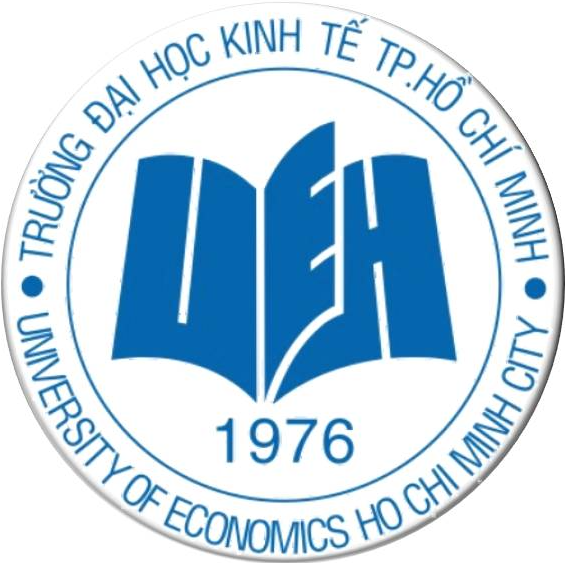 TRƯỜNG ĐẠI HỌC KINH TẾ TP.HỒ CHÍ MINH
UEH
1976
UNIVERSITY OF ECONOMICS HO CHI MINH CITY